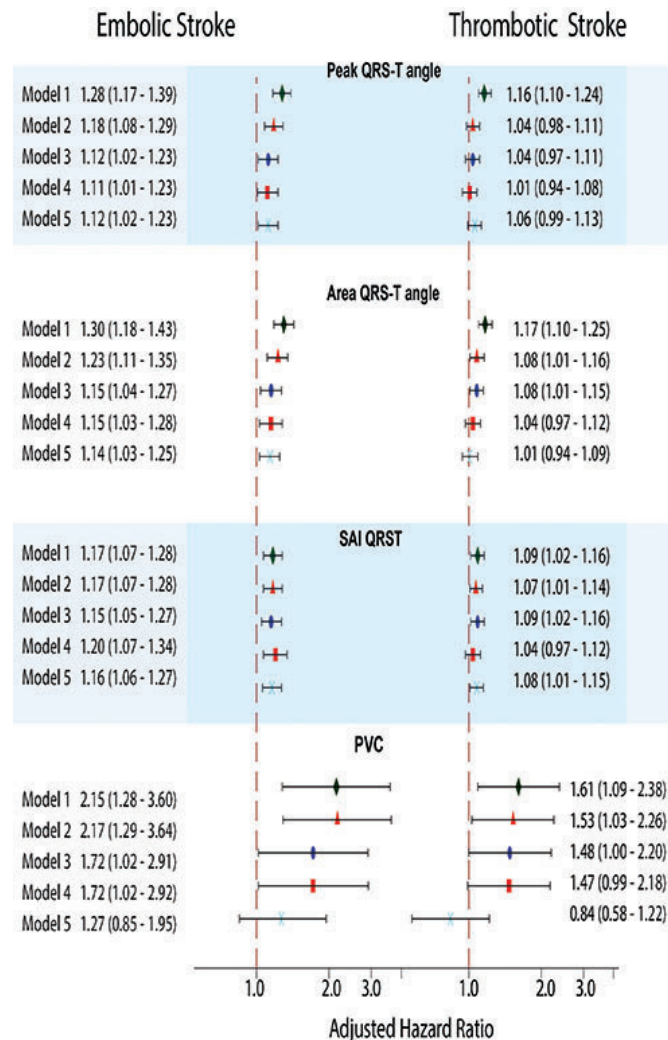 Embolic Stroke Thrombotic Stroke
Peak QRS-T angle
Model 1 1.28 (1.17 - 1.39) 1.16 (1.10 - 1.24)
Model 2 1.18 (1.08 - 1.29) 1.04 (0.98 - 1.11)
Model 3 1.12 (1.02 - 1.23) 1.04 (0.97 - 1.11)
Model 4 1.11 (1.01 - 1.23) 1.01 (0.94 - 1.08)
Model 5 1.12 (1.02 - 1.23) 1.06 (0.99 - 1.13)
Area QRS-T angle
Model 1 1.30 (1.18 - 1.43) 1.17 (1.10 - 1.25)
Model 2 1.23 (1.11 - 1.35) 1.08 (1.01 - 1.16)
Model 3 1.15 (1.04 - 1.27) 1.08 (1.01 - 1.15)
Model 4 1.15 (1.03 - 1.28) 1.04 (0.97 - 1.12)
Model 5 1.14 (1.03 - 1.25) 1.01 (0.94 - 1.09)
SAI QRST
Model 1 1.17 (1.07 - 1.28) 1.09 (1.02 - 1.16)
Model 2 1.17 (1.07 - 1.28) 1.07 (1.01 - 1.14)
Model 3 1.15 (1.05 - 1.27) 1.09 (1.02 - 1.16)
Model 4 1.20 (1.07 - 1.34) 1.04 (0.97 - 1.12)
Model 5 1.16 (1.06 - 1.27) 1.08 (1.01 - 1.15)
PVC
Model 1 2.15 (1.28 - 3.60) 1.61 (1.09 - 2.38)
Model 2 2.17 (1.29 - 3.64) 1.53 (1.03 - 2.26)
Model 3 1.72 (1.02 - 2.91) 1.48 (1.00 - 2.20)
Model 4 1.72 (1.02 - 2.92) 1.47 (0.99 - 2.18)
Model 5 1.27 (0.85 - 1.95) 0.84 (0.58 - 1.22)
1.0 2.0 3.0 1.0 2.0 3.0
Adjusted Hazard Ratio